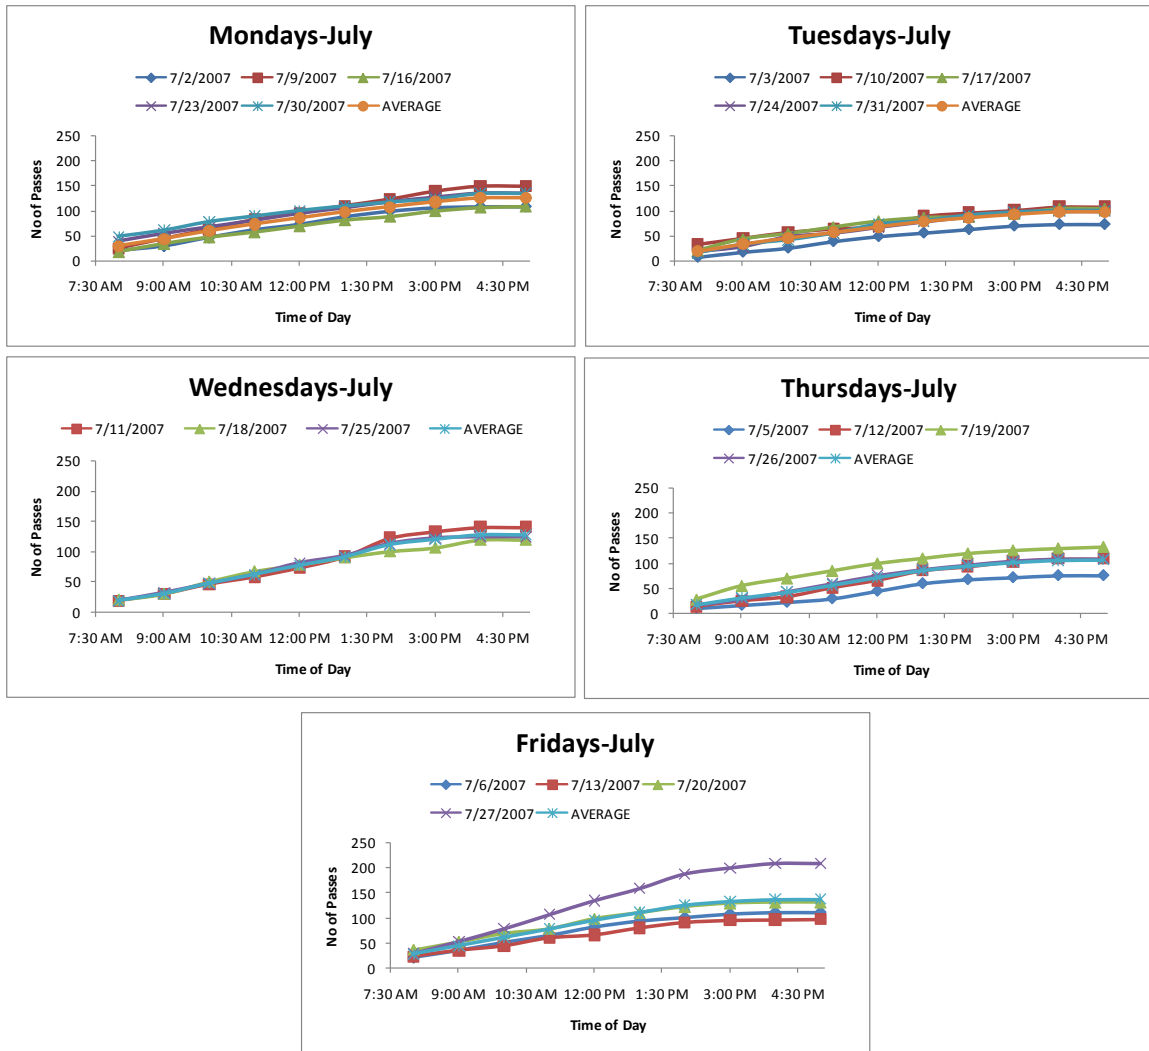 Mondays-July
7/2/2007 7/9/2007 7/16/2007
7/23/2007 7/30/2007 AVERAGE
250
200
150
100
50
0
No of Passes
7:30 AM 9:00 AM 10:30 AM 12:00 PM 1:30 PM 3:00 PM 4:30 PM
Time of Day
Tuesdays-July
7/3/2007 7/10/2007 7/17/2007
7/24/2007 7/31/2007 AVERAGE
250
200
150
100
50
0
No of Passes
7:30 AM 9:00 AM 10:30 AM 12:00 PM 1:30 PM 3:00 PM 4:30 PM
Time of Day
Wednesdays-July
7/11/2007 7/18/2007 7/25/2007 AVERAGE
250
200
150
100
50
0
No of Passes
7:30 AM 9:00 AM 10:30 AM 12:00 PM 1:30 PM 3:00 PM 4:30 PM
Time of Day
Thursdays-July
7/5/2007 7/12/2007 7/19/2007
7/26/2007 AVERAGE
250
200
150
100
50
0
No of Passes
7:30 AM 9:00 AM 10:30 AM 12:00 PM 1:30 PM 3:00 PM 4:30 PM
Time of Day
Fridays-July
7/6/2007 7/13/2007 7/20/2007
7/27/2007 AVERAGE
250
200
150
100
50
0
No of Passes
7:30 AM 9:00 AM 10:30 AM 12:00 PM 1:30 PM 3:00 PM 4:30 PM
Time of Day